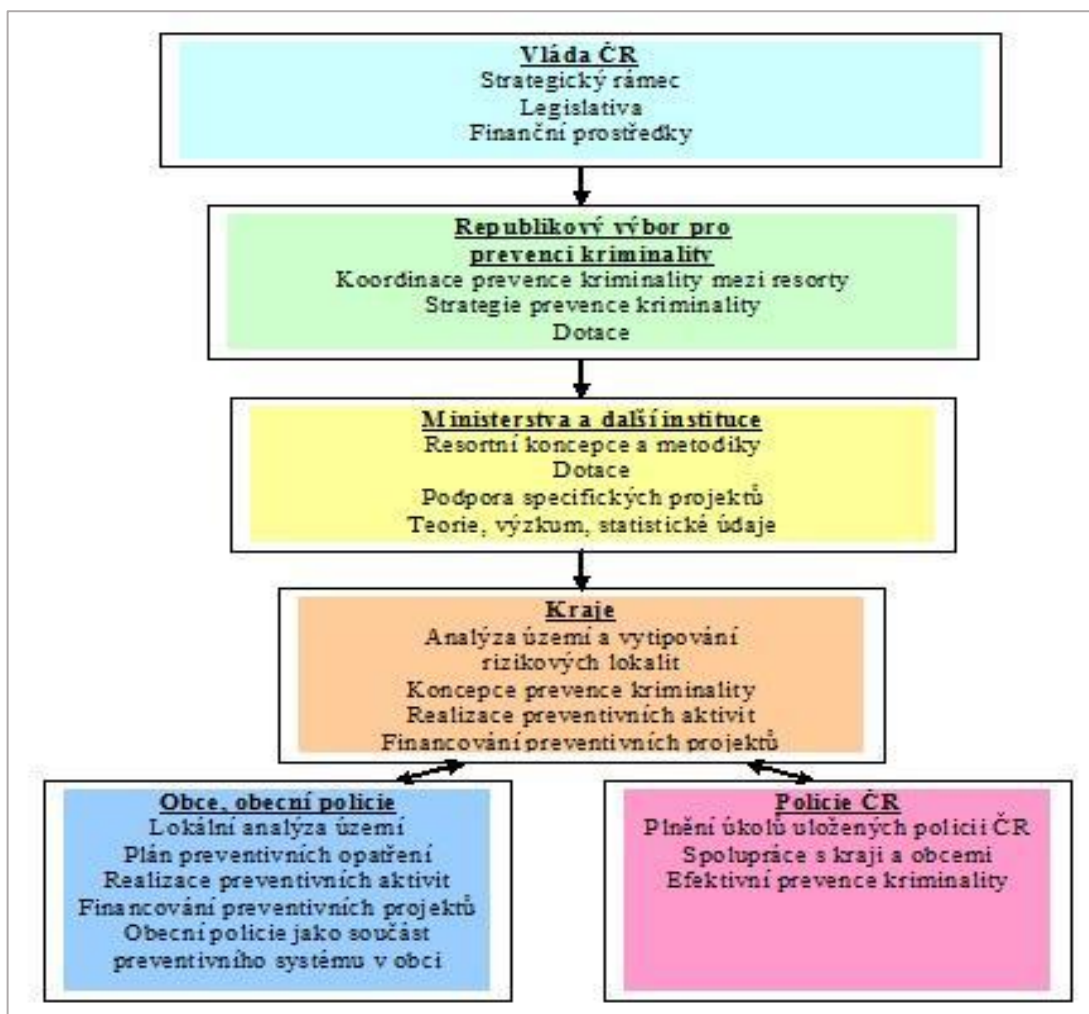 Vláda ČR
Strategický rámec
Legislativa
Finanční prostředky
Republikový výbor pro
prevenci kriminality
Koordinace prevence kriminality mezi resorty
Strategie prevence kriminality
Dotace
Ministerstva a další instituce
Resortní koncepce a metodiky
Dotace
Podpora specifických projektů
Teorie, výzkum, statistické údaje
Kraje
Analýza území a vytipování
rizikových lokalit
Koncepce prevence kriminality
Realizace preventivních aktivit
Financování preventivních projektů
Obce, obecní policie
Lokální analýza území
Plán preventivních opatření
Realizace preventivních aktivit
Financování preventivních projektů
Obecní policie jako součást
preventivního systému v obci
Policie ČR
Plnění úkolů uložených policii ČR
Spolupráce s kraji a obcemi
Efektivní prevence kriminality